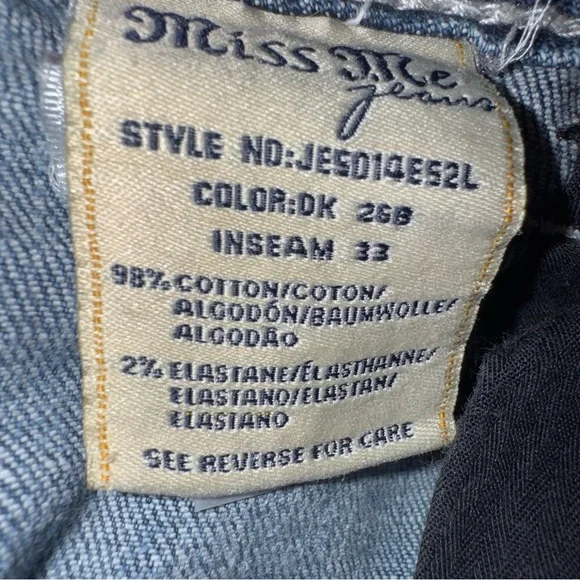 Miss Me
jeans
STYLE NO:JE5014E52L
COLOR:DK 268
INSEAM 33
98% COTTON/COTON/
ALGODÓN/BAUMWOLLE/
ALGODÃO
2% ELASTANE/ÉLASTHANNE/
ELASTANO/ELASTAN/
ELASTANO
SEE REVERSE FOR CARE